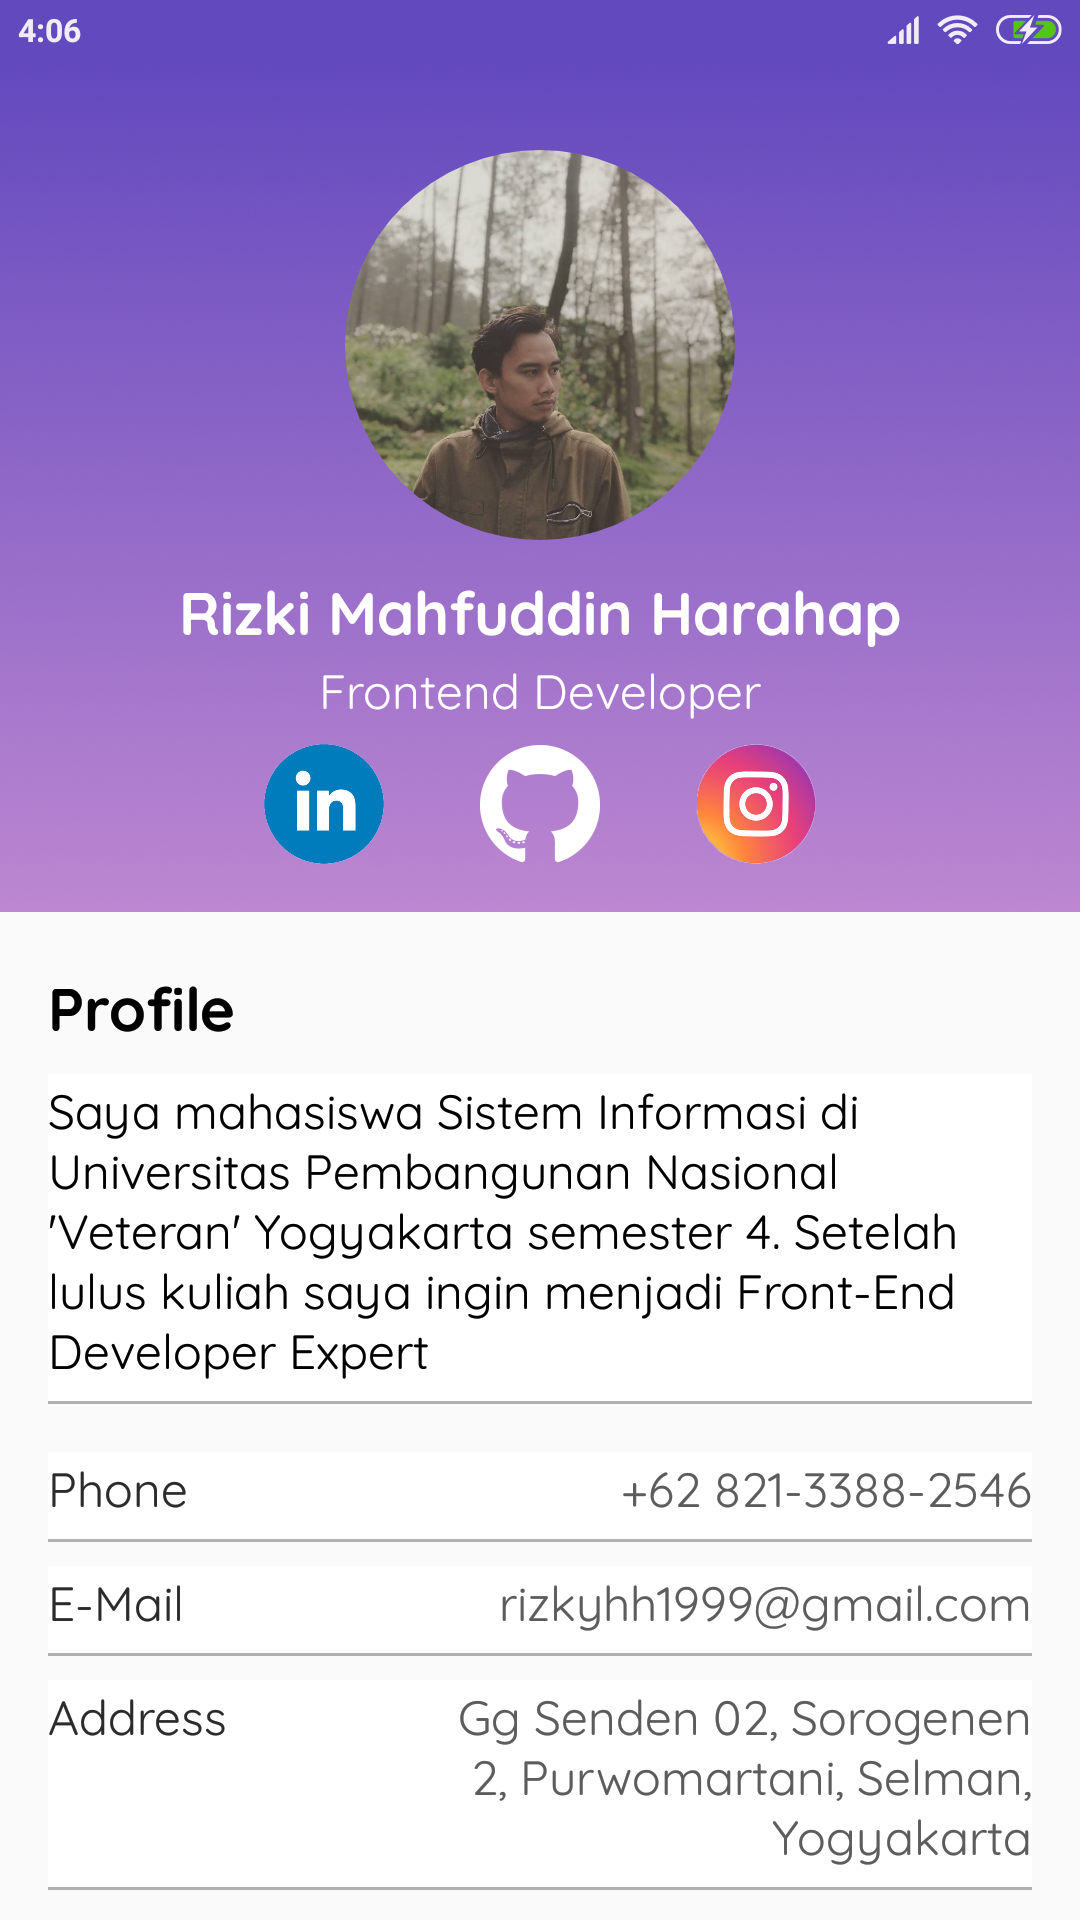 4:06
Rizki Mahfuddin Harahap
Frontend Developer
in
Profile
Saya mahasiswa Sistem Informasi di
Universitas Pembangunan Nasional
'Veteran' Yogyakarta semester 4. Setelah
lulus kuliah saya ingin menjadi Front-End
Developer Expert
Phone +62 821-3388-2546
E-Mail rizkyhh1999@gmail.com
Address Gg Senden 02, Sorogenen
2, Purwomartani, Selman,
Yogyakarta